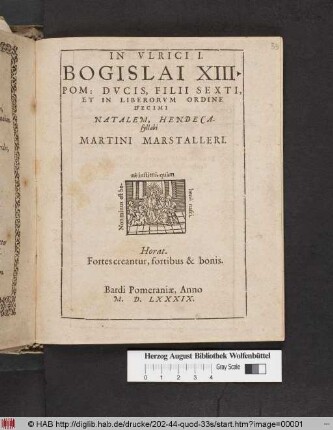 IN VLRICI I.
BOGISLAI XIII.
POM: DVCIS, FILII SEXTI,
ET IN LIBERORVM ORDINE
DECIMI
NATALEM, HENDECA-
syllabi
MARTINI MARSTALLERI.
Horat.
Fortes creantur, fortibus & bonis.
Bardi Pomeraniæ, Anno
M. D. LXXXIX.
Herzog August Bibliothek Wolfenbüttel
Gray Scale
© HAB http://diglib.hab.de/drucke/202-44-quod-33s/start.htm?image=00001